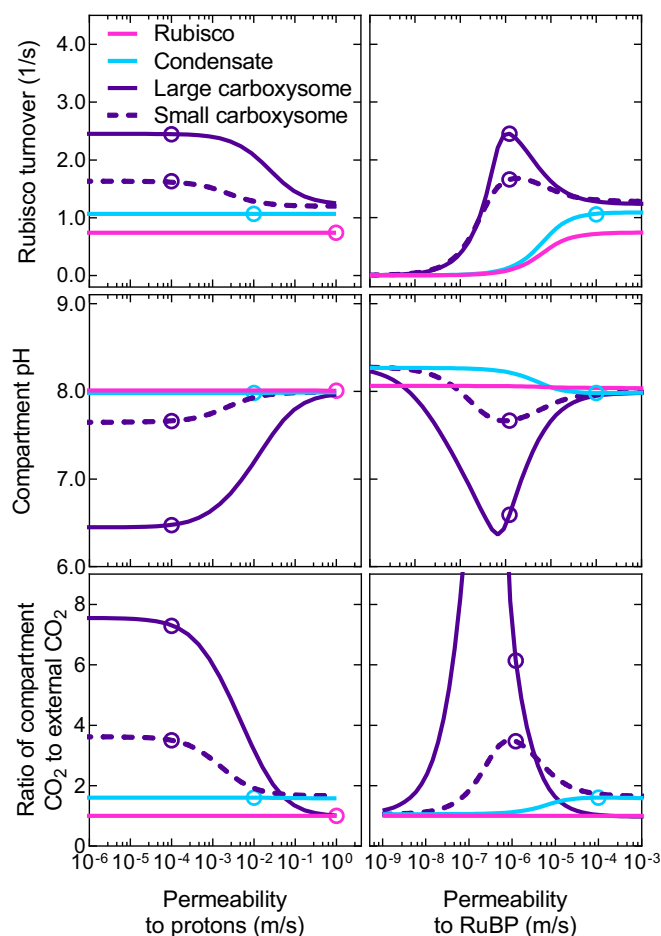 Rubisco turnover (1/s)
4.0
3.0
2.0
1.0
0.0
Rubisco
Condensate
Large carboxysome
Small carboxysome
Compartment pH
9.0
8.0
7.0
6.0
Ratio of compartment
CO₂ to external CO₂
8
6
4
2
0
10⁻⁶ 10⁻⁵ 10⁻⁴ 10⁻³ 10⁻² 10⁻¹ 10⁰
10⁻⁹ 10⁻⁸ 10⁻⁷ 10⁻⁶ 10⁻⁵ 10⁻⁴ 10⁻³
Permeability
to protons (m/s)
Permeability
to RuBP (m/s)